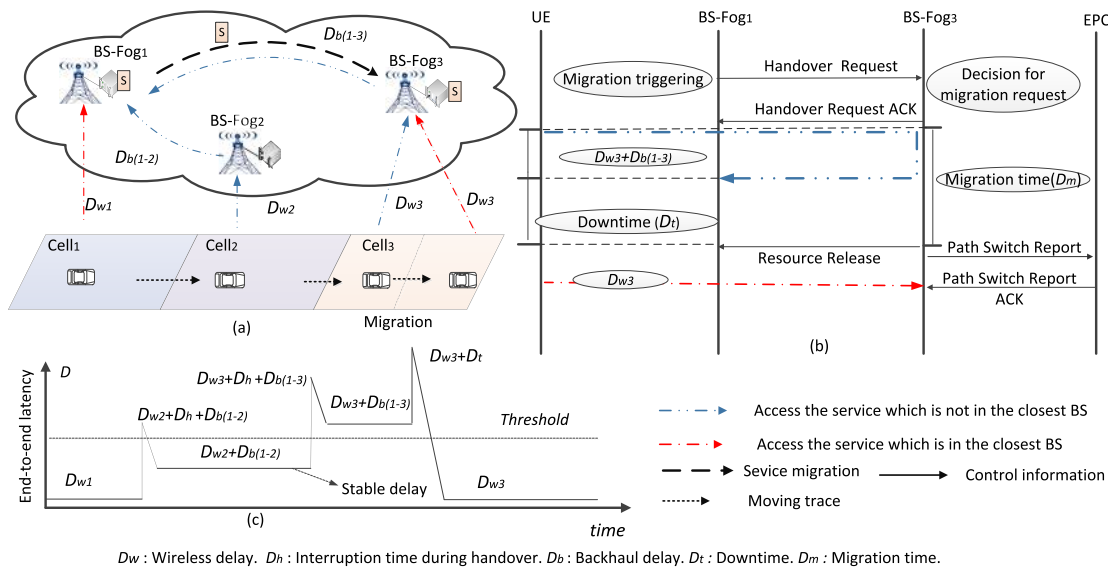 S
D_b(1-3)
BS-Fog1
BS-Fog3
S
S
BS-Fog2
D_b(1-2)
Dw1
Dw2
Dw3
Dw3
Cell1
Cell2
Cell3
(a)
Migration
UE
BS-Fog1
BS-Fog3
EPC
Migration triggering
Handover Request
Decision for
migration request
Handover Request ACK
Dw3+Db(1-3)
Migration time(Dm)
Downtime (Dt)
Resource Release
Path Switch Report
Dw3
Path Switch Report
ACK
(b)
End-to-end latency
D
Dw3+Dt
Dw3+Dh +Db(1-3)
Dw2+Dh +Db(1-2)
Dw3+Db(1-3)
Threshold
Dw2+Db(1-2)
Dw1
Stable delay
Dw3
(c)
time
Access the service which is not in the closest BS
Access the service which is in the closest BS
Sevice migration
Control information
Moving trace
Dw : Wireless delay. Dh : Interruption time during handover. Db : Backhaul delay. Dt : Downtime. Dm : Migration time.